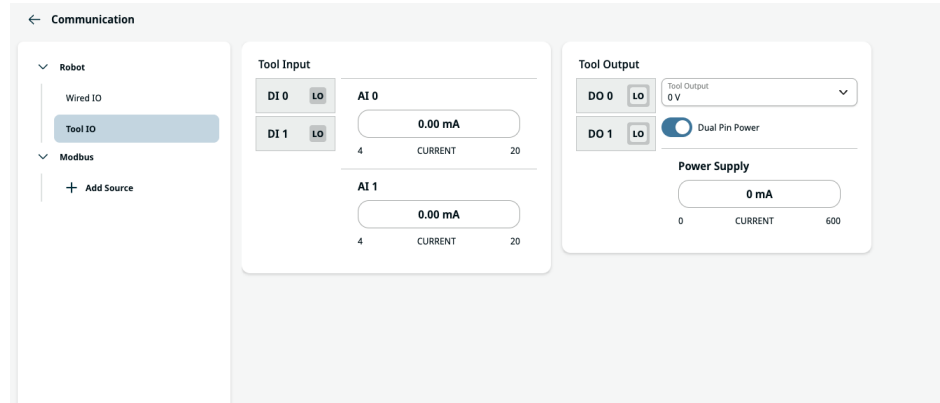 Communication
Robot
Wired IO
Tool IO
Modbus
Add Source
Tool Input
DI 0 LO
DI 1 LO
AI 0
0.00 mA
4 CURRENT 20
AI 1
0.00 mA
4 CURRENT 20
Tool Output
DO 0 LO
DO 1 LO
Tool Output
0 V
Dual Pin Power
Power Supply
0 mA
0 CURRENT 600